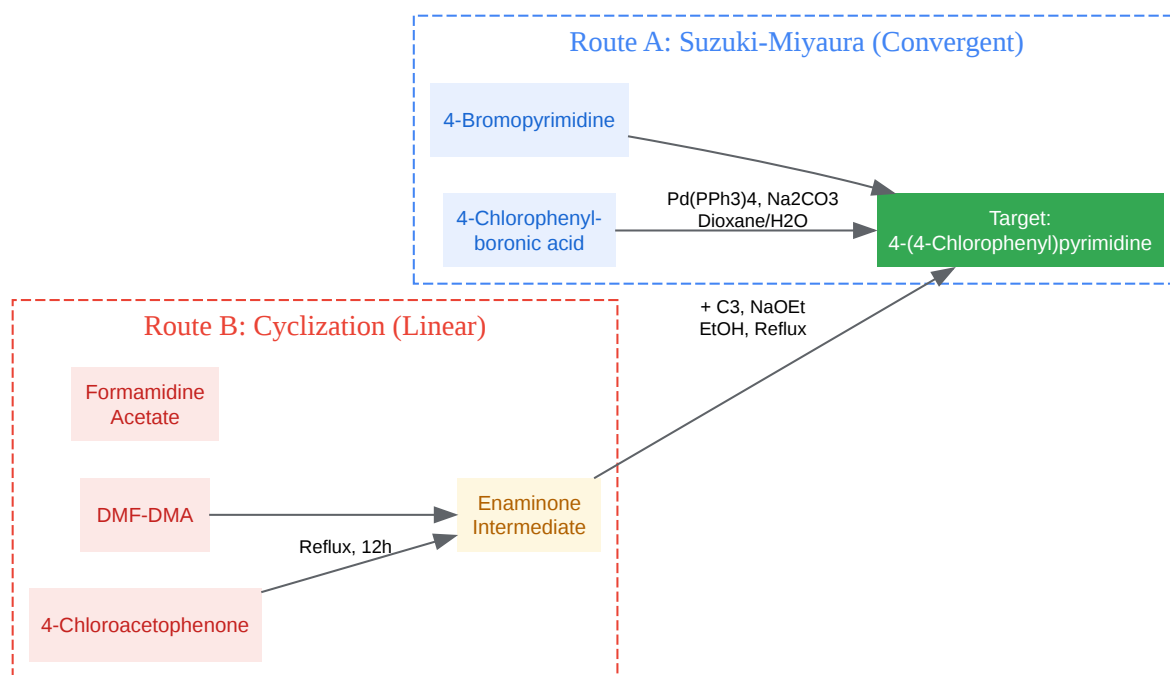 Route A: Suzuki-Miyaura (Convergent)
4-Bromopyrimidine
4-Chlorophenyl-
boronic acid
Pd(PPh3)4, Na2CO3
Dioxane/H2O
Target:
4-(4-Chlorophenyl)pyrimidine
+ C3, NaOEt
EtOH, Reflux
Route B: Cyclization (Linear)
Formamidine
Acetate
DMF-DMA
Enaminone
Intermediate
Reflux, 12h
4-Chloroacetophenone